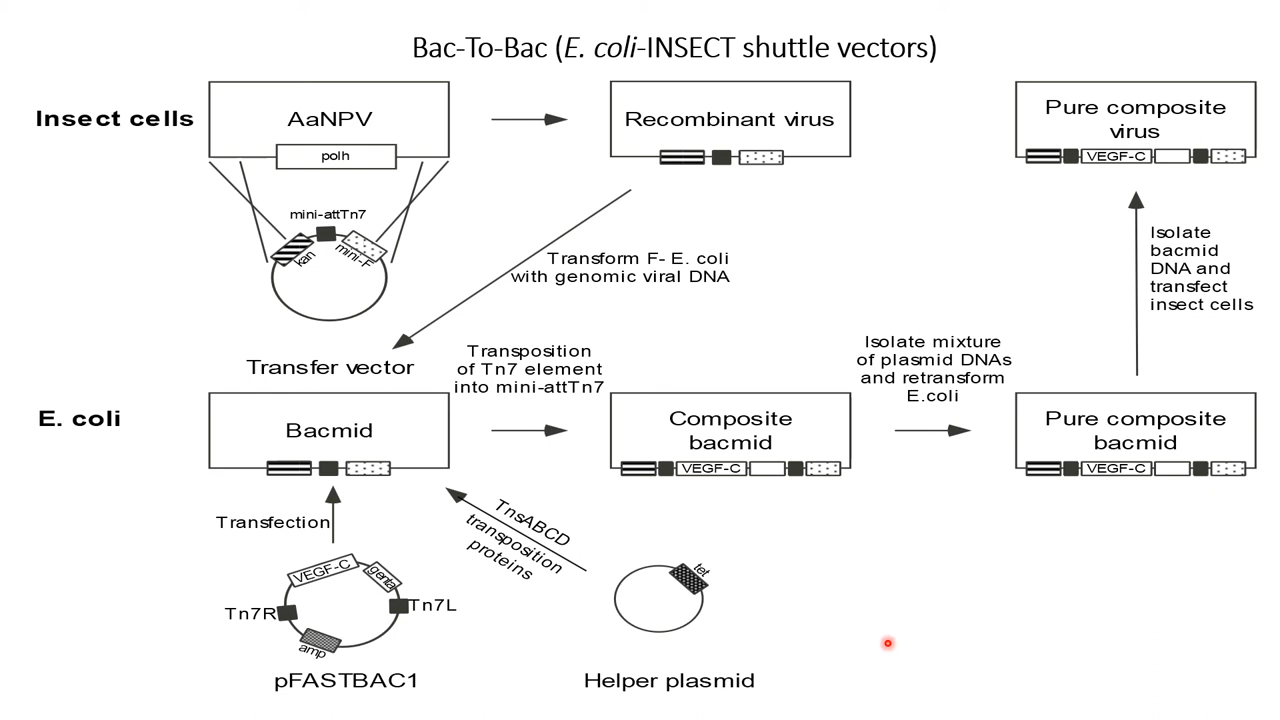 Bac-To-Bac (E. coli-INSECT shuttle vectors)
Insect cells
AaNPV
polh
mini-attTn7
kan
mini-F
Transfer vector
Recombinant virus
Transform F- E. coli
with genomic viral DNA
Pure composite
virus
VEGF-C
Isolate
bacmid
DNA and
transfect
insect cells
E. coli
Bacmid
Transposition
of Tn7 element
into mini-attTn7
Composite
bacmid
VEGF-C
Isolate mixture
of plasmid DNAs
and retransform
E.coli
Pure composite
bacmid
VEGF-C
Transfection
VEGF-C
genta
Tn7R
Tn7L
amp
pFASTBAC1
TnsABCD
transposition
proteins
tet
Helper plasmid